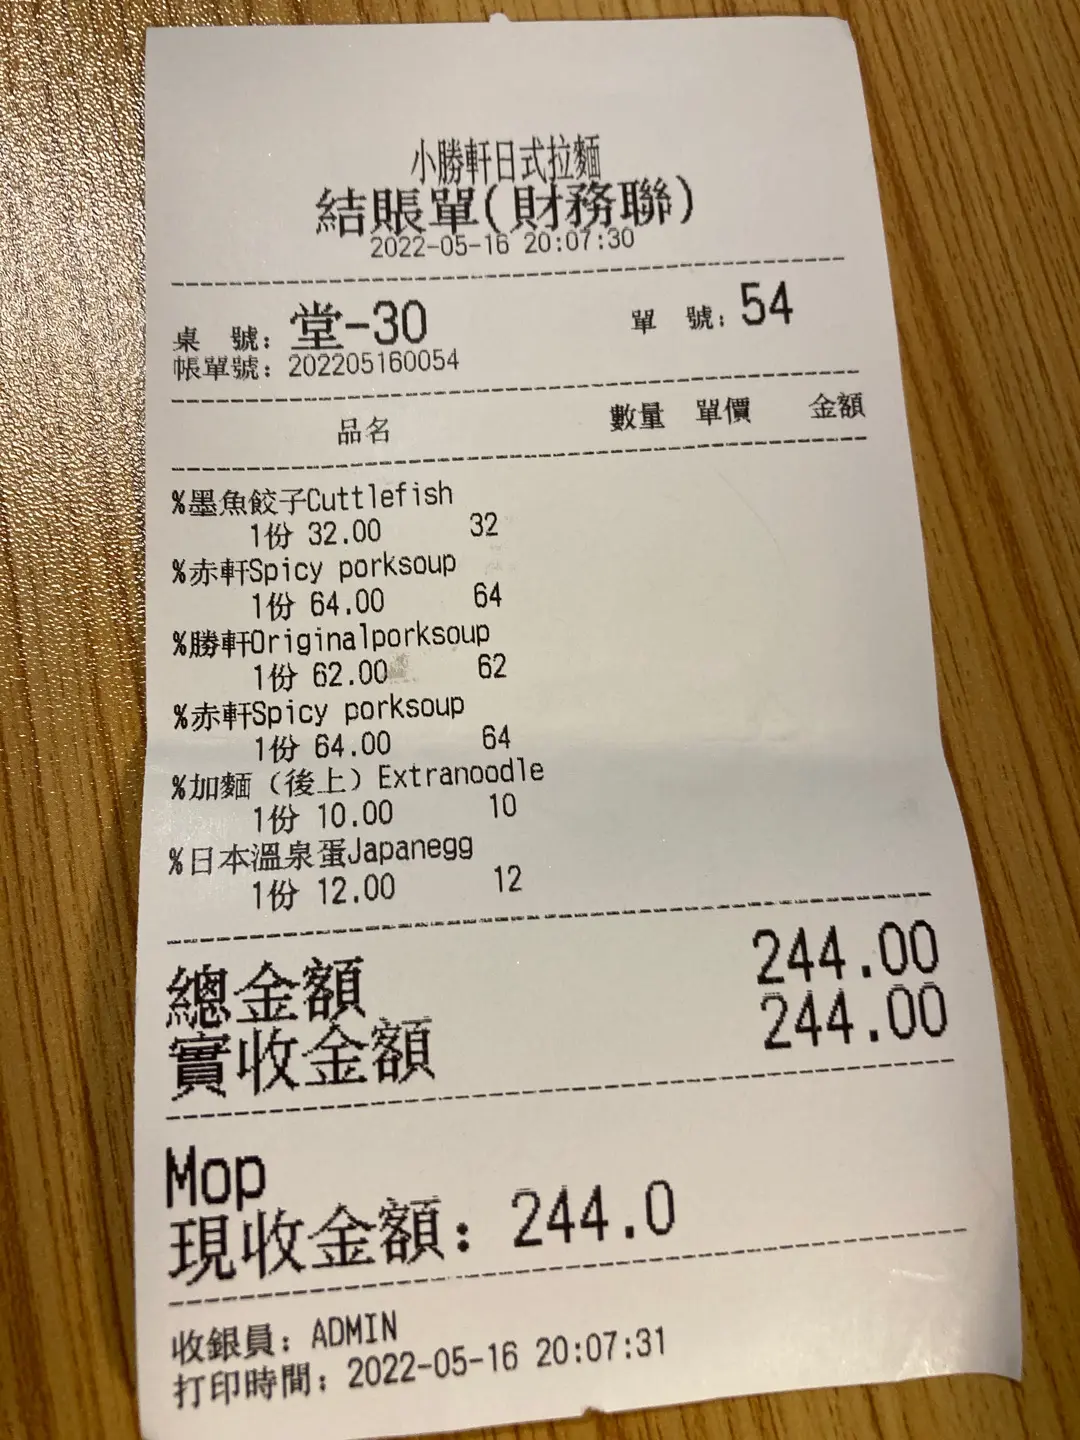 小勝軒日式拉麵
結賬單(財務聯)
2022-05-16 20:07:30
桌 號: 堂-30 單 號: 54
帳單號: 202205160054
品名 數量 單價 金額
%墨魚餃子Cuttlefish
1份 32.00 32
%赤軒Spicy porksoup
1份 64.00 64
%勝軒Originalporksoup
1份 62.00 62
%赤軒Spicy porksoup
1份 64.00 64
%加麵（後上）Extranoodle
1份 10.00 10
%日本溫泉蛋Japanegg
1份 12.00 12
總金額 244.00
實收金額 244.00
Mop
現收金額: 244.0
收銀員: ADMIN
打印時間: 2022-05-16 20:07:31